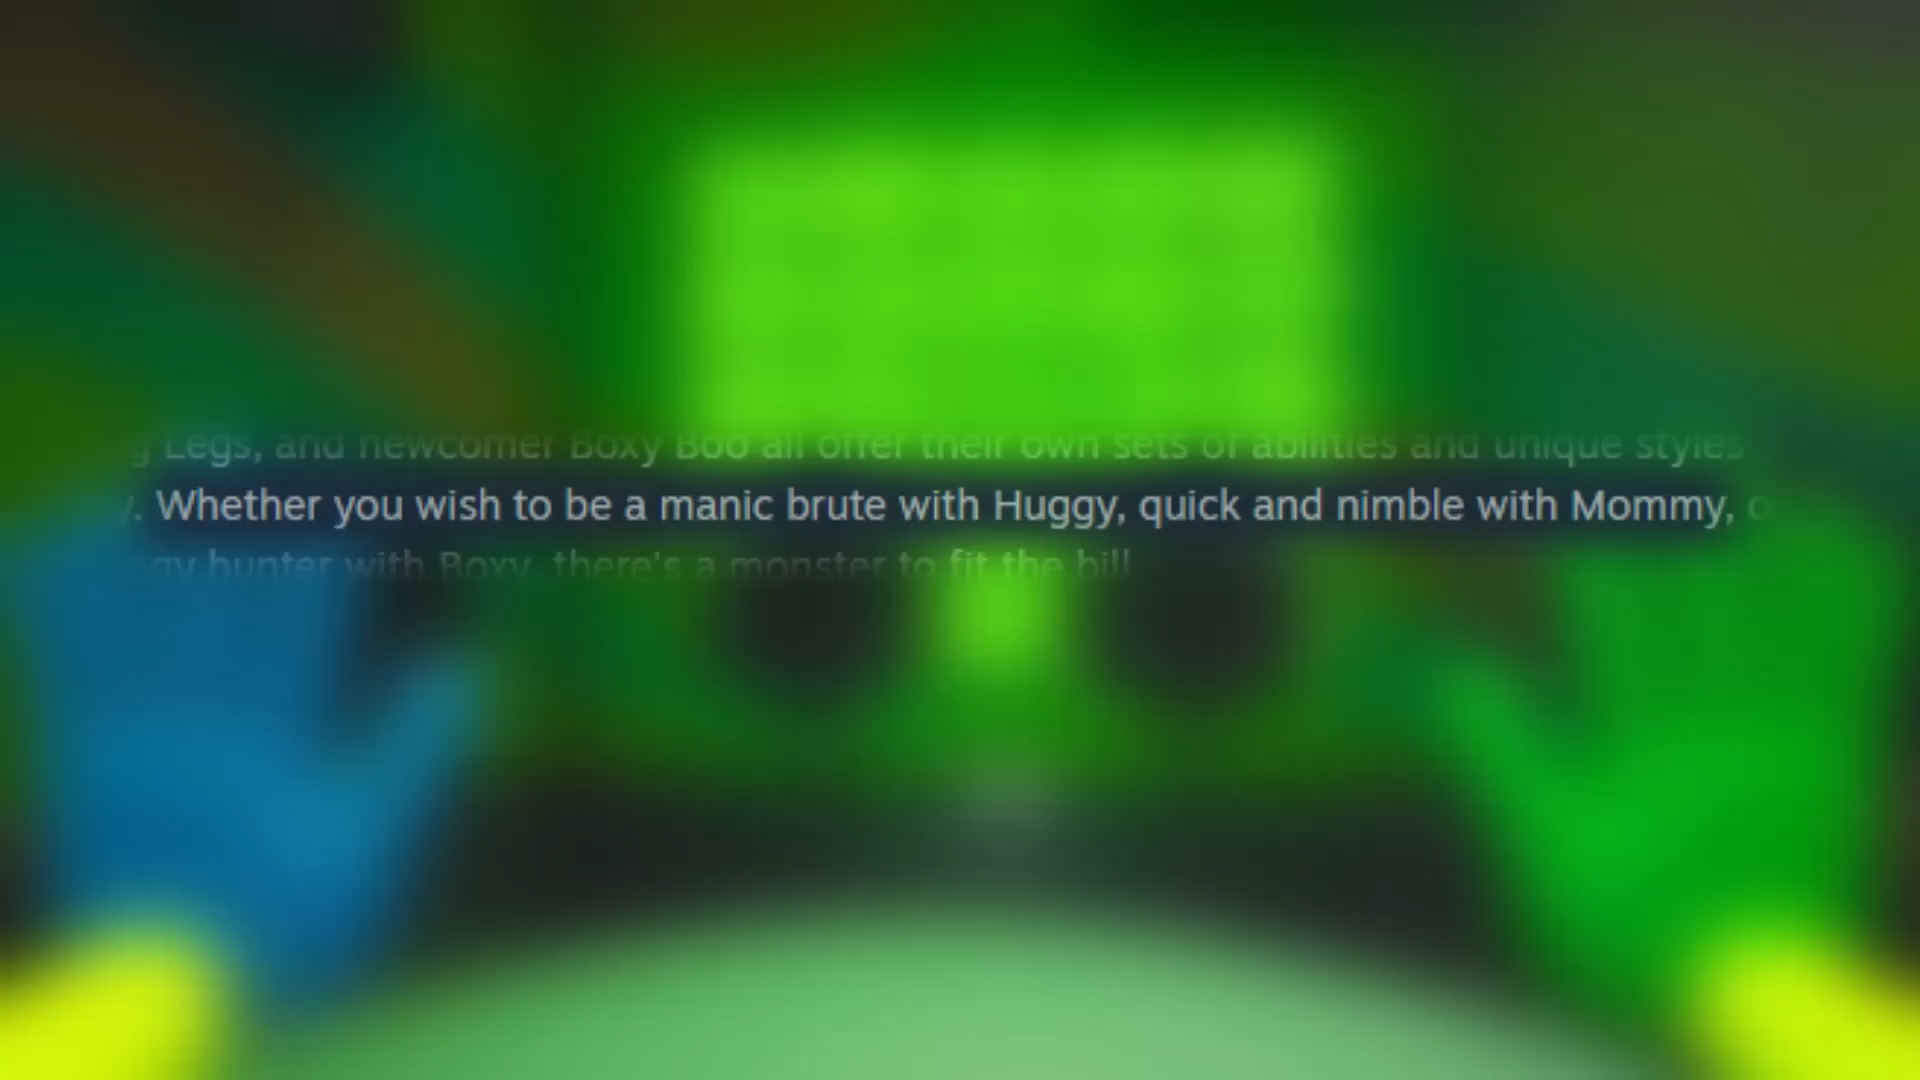 g Legs, and newcomer Boxy Boo all offer their own sets of abilities and unique styles
y. Whether you wish to be a manic brute with Huggy, quick and nimble with Mommy, o
ggy hunter with Boxy, there's a monster to fit the bill